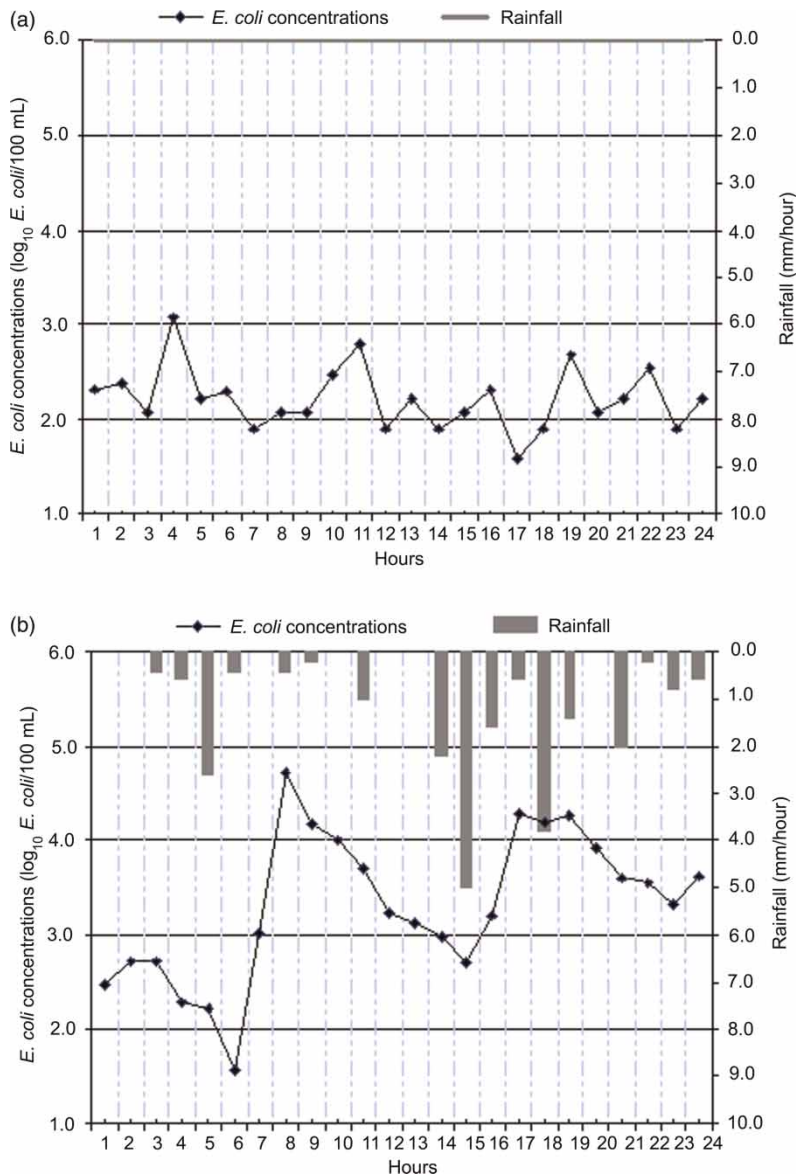 (a)
E. coli concentrations
Rainfall
6.0
5.0
4.0
3.0
2.0
1.0
E. coli concentrations (log10 E. coli/100 mL)
0.0
1.0
2.0
3.0
4.0
5.0
6.0
7.0
8.0
9.0
10.0
Rainfall (mm/hour)
1 2 3 4 5 6 7 8 9 10 11 12 13 14 15 16 17 18 19 20 21 22 23 24
Hours
(b)
E. coli concentrations
Rainfall
6.0
5.0
4.0
3.0
2.0
1.0
E. coli concentrations (log10 E. coli/100 mL)
0.0
1.0
2.0
3.0
4.0
5.0
6.0
7.0
8.0
9.0
10.0
Rainfall (mm/hour)
1 2 3 4 5 6 7 8 9 10 11 12 13 14 15 16 17 18 19 20 21 22 23 24
Hours